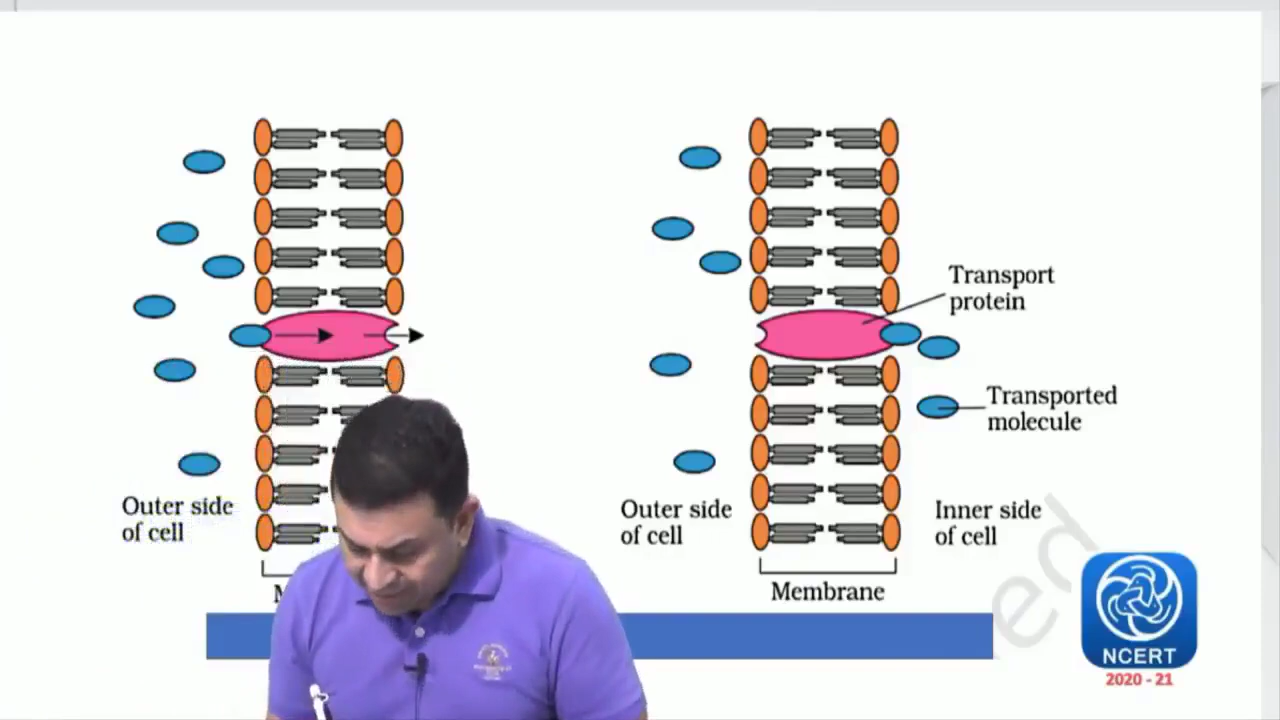 Transport
protein
Transported
molecule
Outer side
of cell
Outer side
of cell
Inner side
of cell
M
Membrane
NCERT
2020 - 21